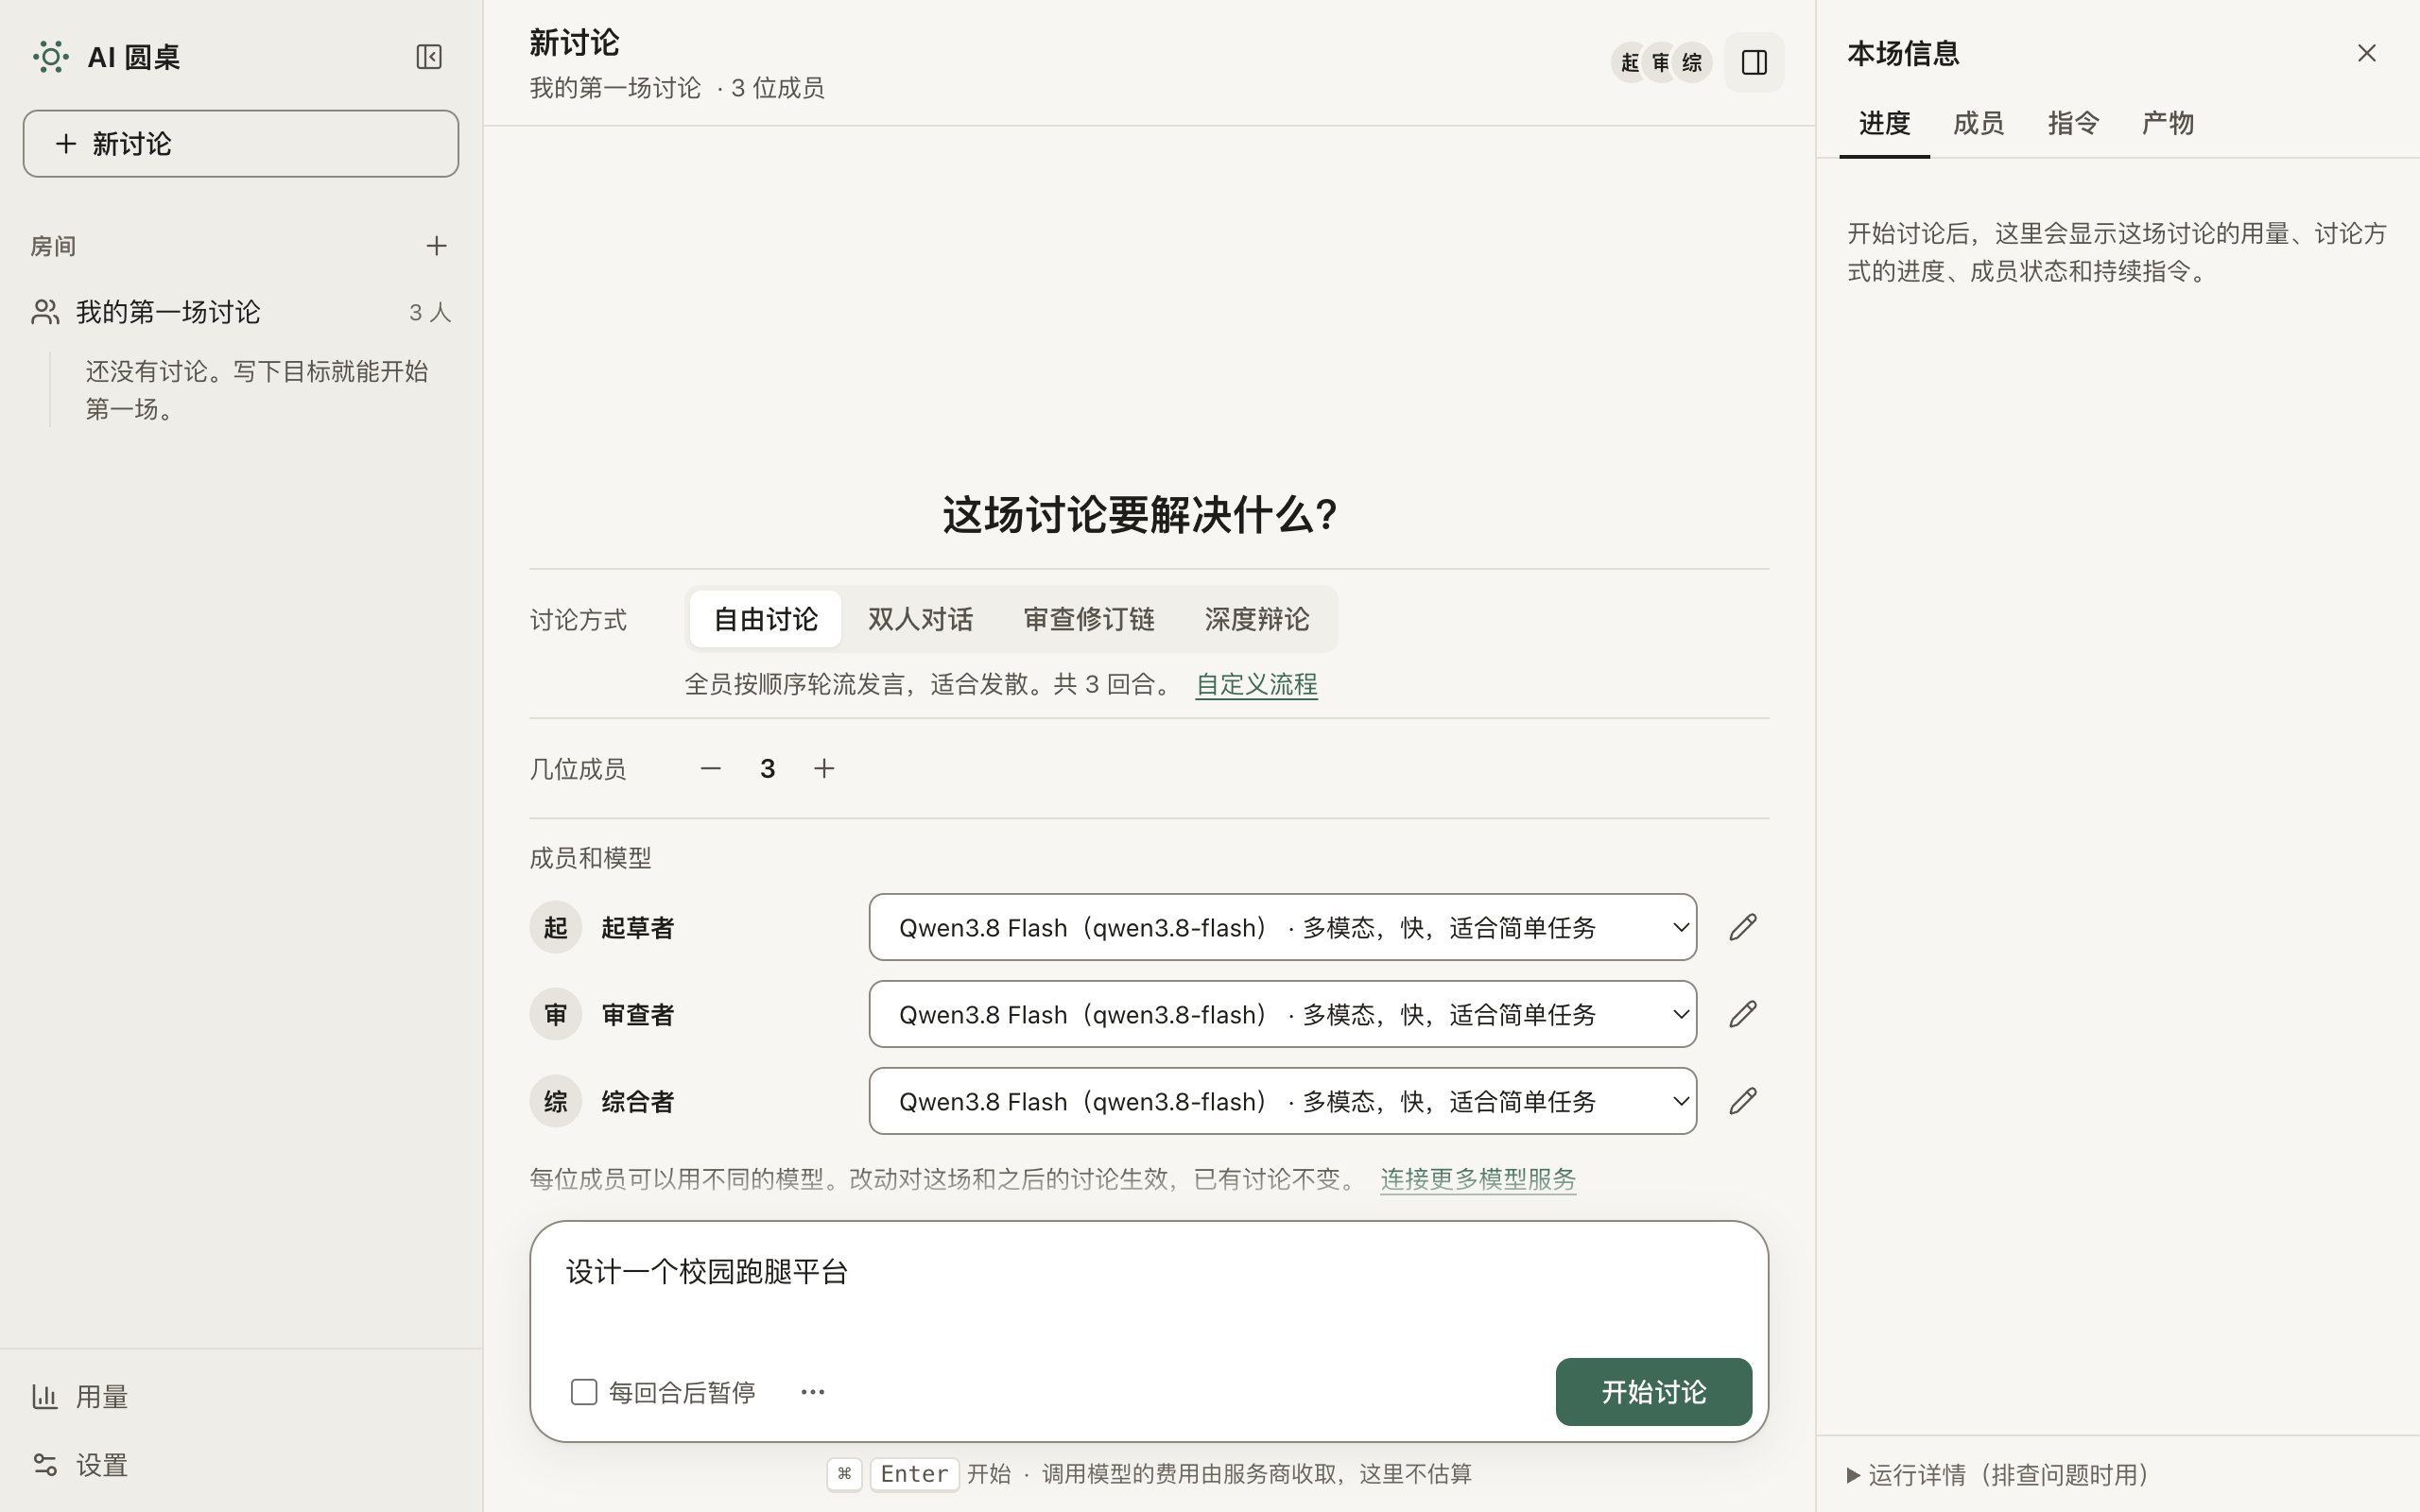 AI 圆桌
新讨论
房间
我的第一场讨论
3 人
还没有讨论。写下目标就能开始
第一场。
用量
设置
新讨论
我的第一场讨论 · 3 位成员
起
审
综
这场讨论要解决什么?
讨论方式
自由讨论
双人对话
审查修订链
深度辩论
全员按顺序轮流发言，适合发散。共 3 回合。 自定义流程
几位成员
3
成员和模型
起
起草者
Qwen3.8 Flash（qwen3.8-flash） · 多模态，快，适合简单任务
审
审查者
Qwen3.8 Flash（qwen3.8-flash） · 多模态，快，适合简单任务
综
综合者
Qwen3.8 Flash（qwen3.8-flash） · 多模态，快，适合简单任务
每位成员可以用不同的模型。改动对这场和之后的讨论生效，已有讨论不变。 连接更多模型服务
设计一个校园跑腿平台
每回合后暂停
开始讨论
⌘ Enter 开始 · 调用模型的费用由服务商收取，这里不估算
本场信息
进度
成员
指令
产物
开始讨论后，这里会显示这场讨论的用量、讨论方
式的进度、成员状态和持续指令。
运行详情（排查问题时用）